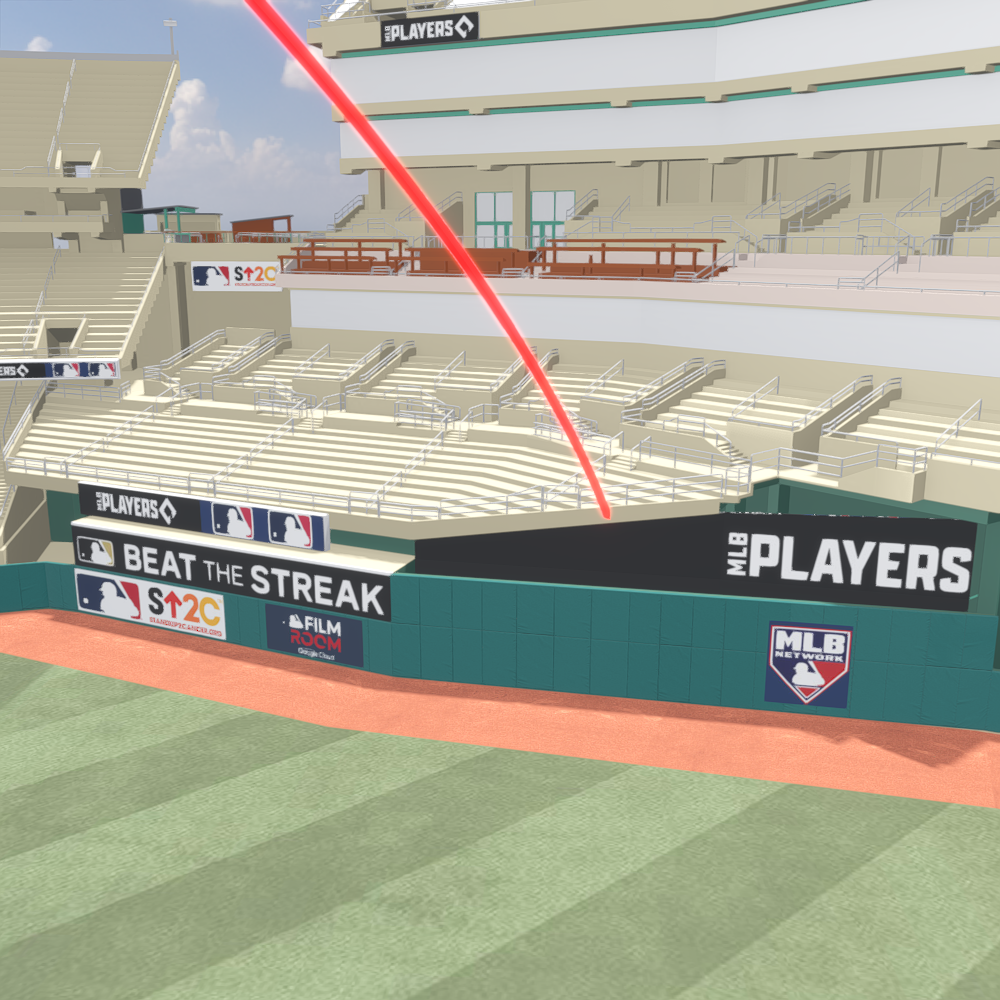 MLB PLAYERS
S↑2C
ERS
MLB PLAYERS
BEAT THE STREAK
S↑2C
STANDUP2CANCER.ORG
FILM
ROOM
Google Cloud
MLB PLAYERS
MLB
NETWORK